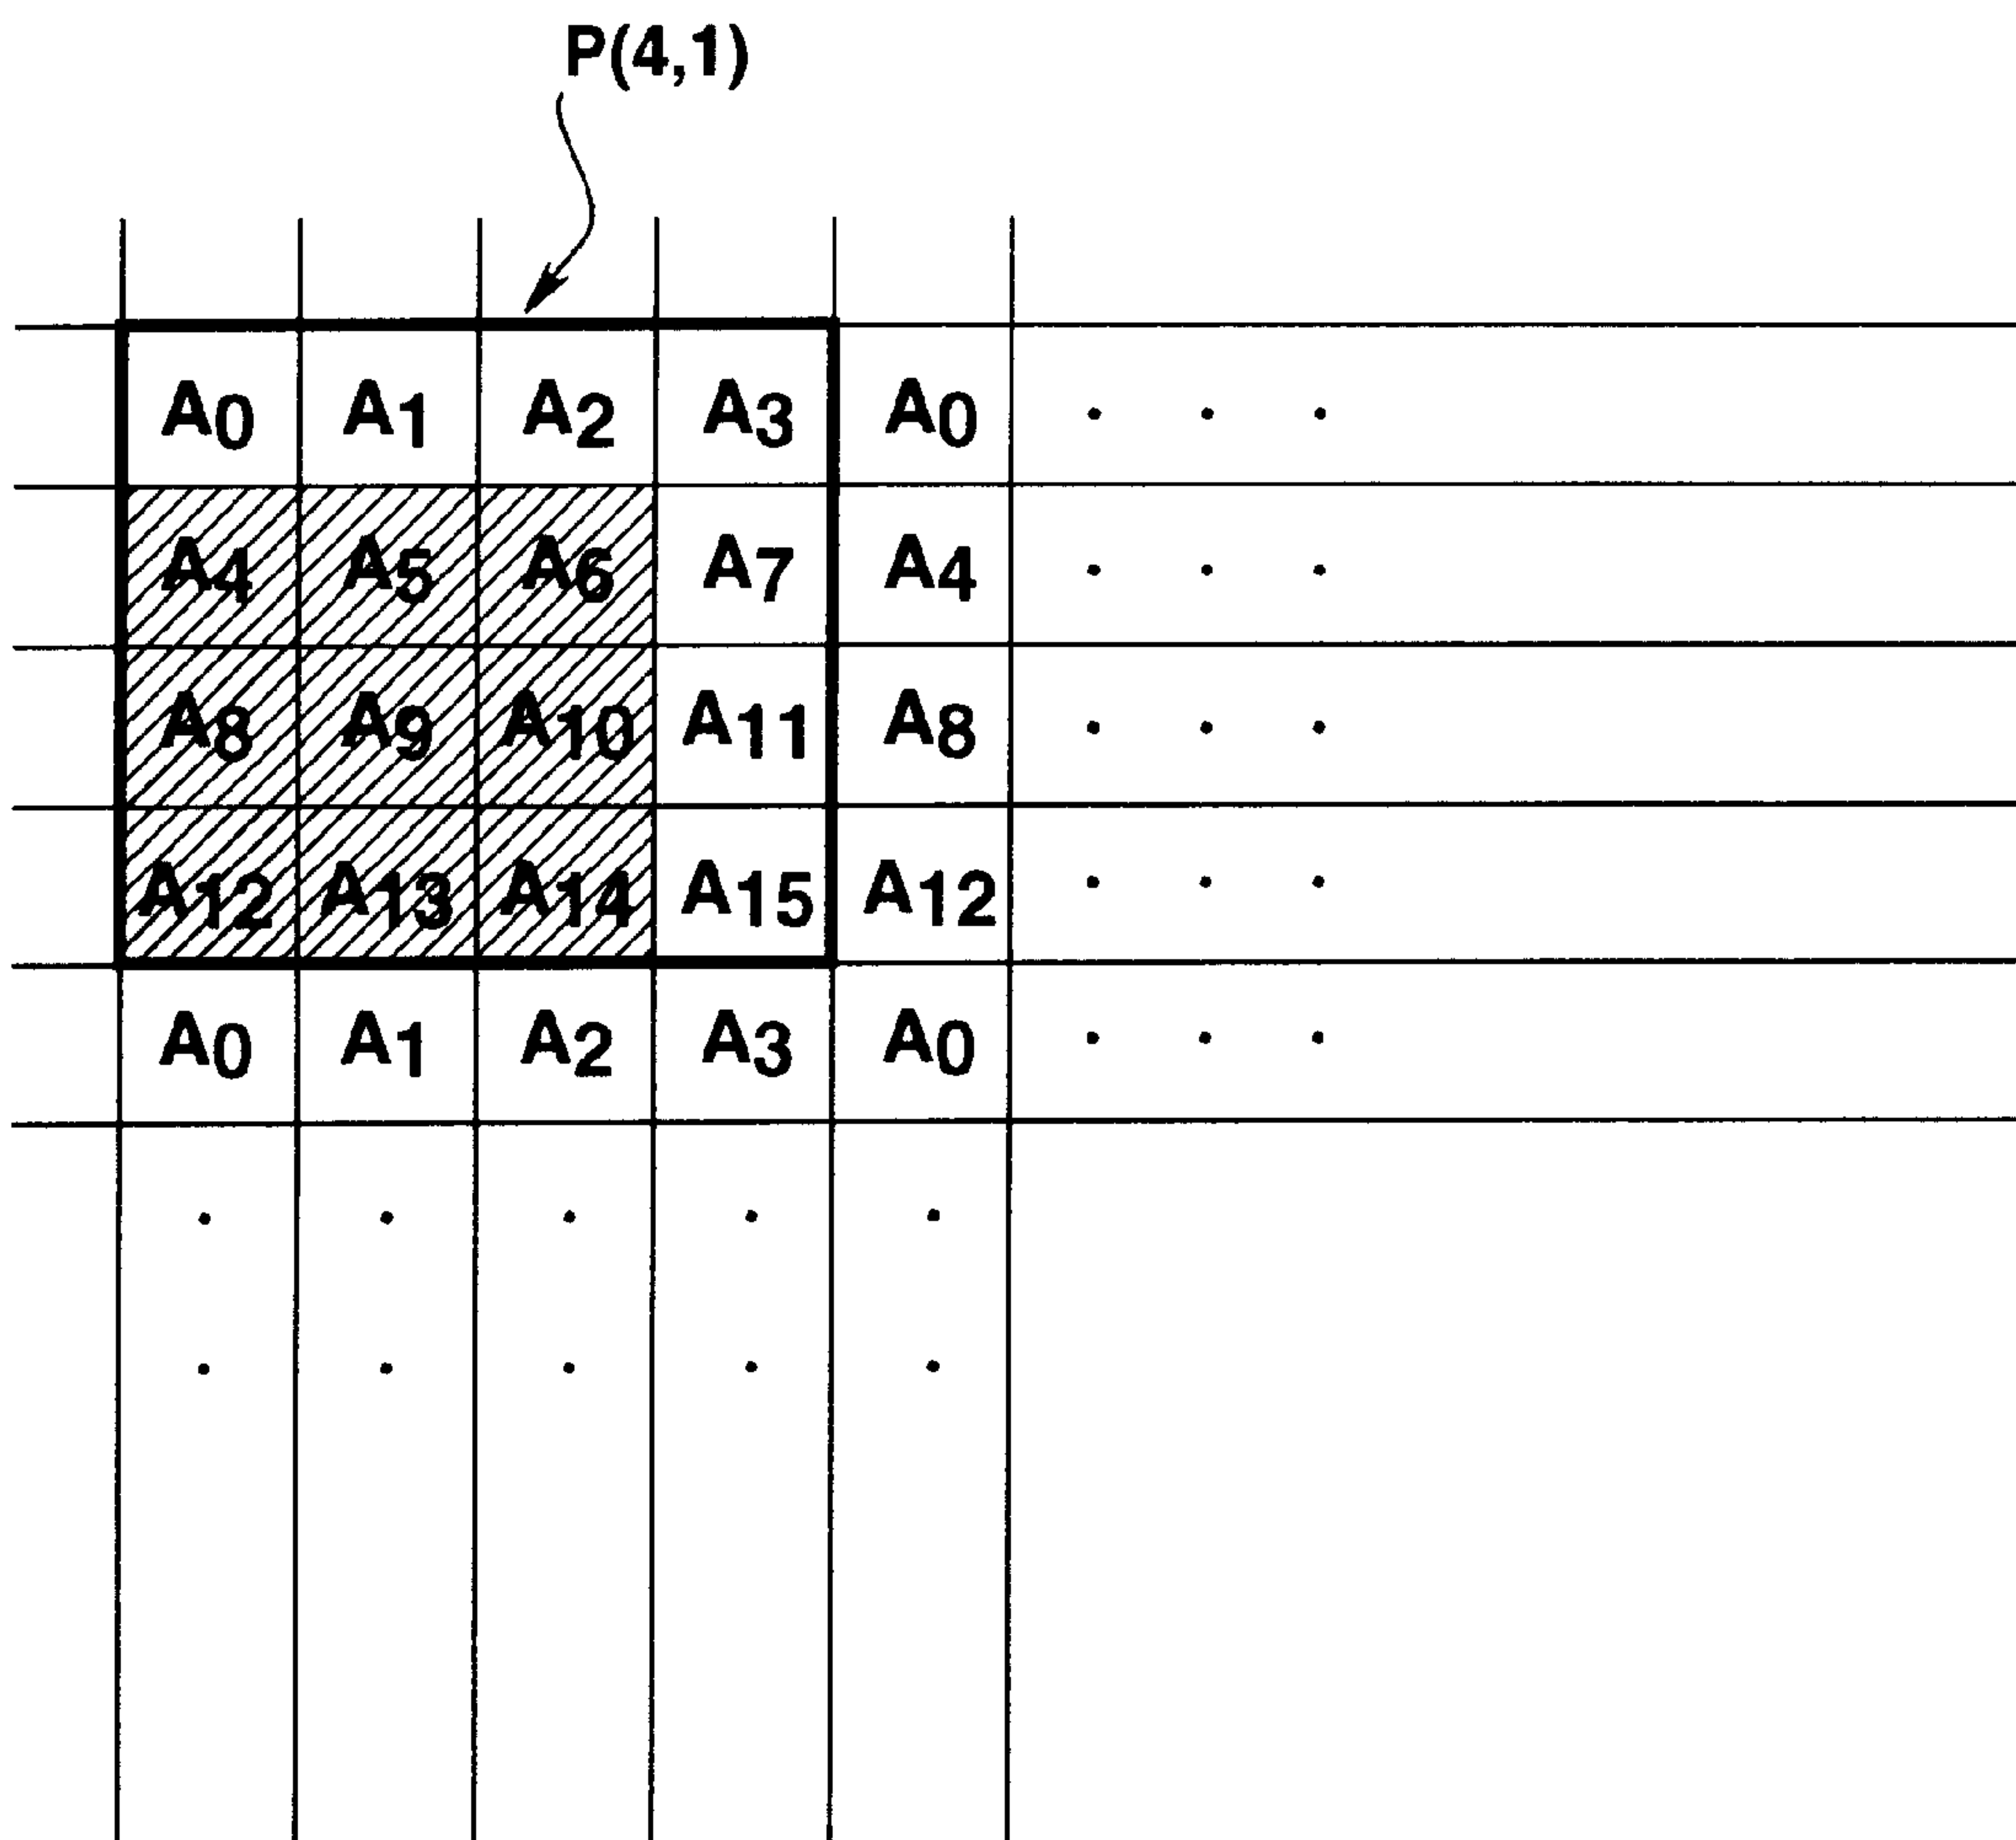 P(4,1)
A0 A1 A2 A3 A0 . . .
A4 A5 A6 A7 A4 . . .
A8 A9 A10 A11 A8 . . .
A12 A13 A14 A15 A12 . . .
A0 A1 A2 A3 A0 . . .
. . . . .
. . . . .